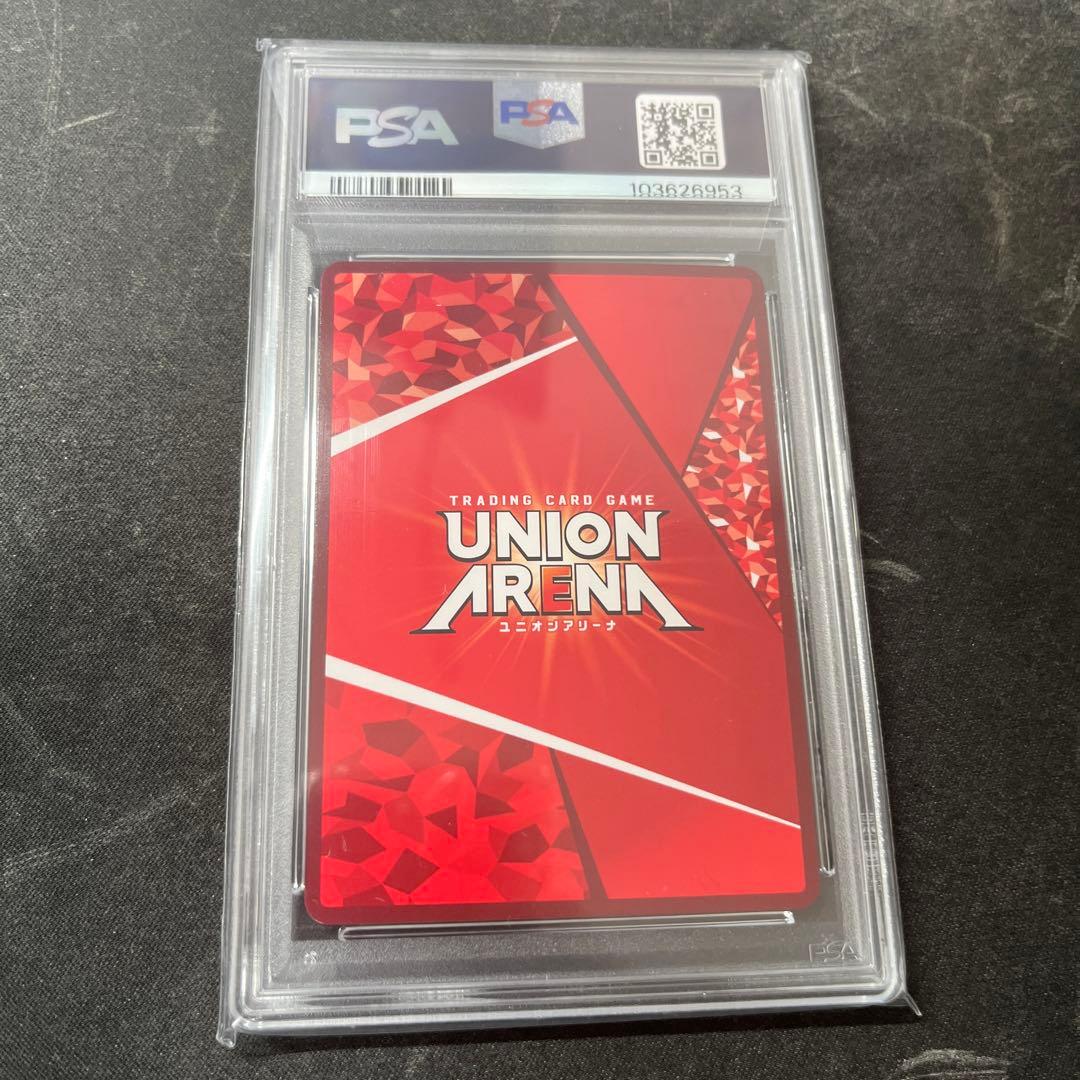 PSA
PSA
103626953
TRADING CARD GAME
UNION
ARENA
ユニオンアリーナ
PSA